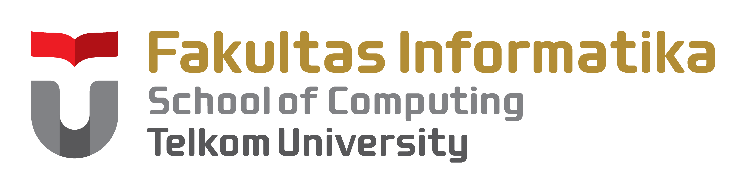 Fakultas Informatika
School of Computing
Telkom University